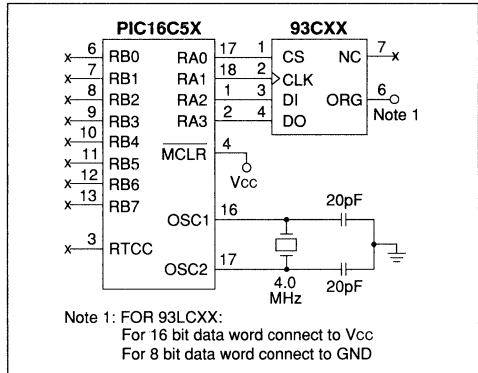 PIC16C5X 93CXX
6 RB0 RA0 17 1 CS NC 7
7 RB1 RA1 18 2 CLK
8 RB2 RA2 1 3 DI ORG 6
9 RB3 RA3 2 4 DO Note 1
10 RB4
MCLR 4
11 RB5
12 RB6 Vcc
13 RB7
OSC1 16 20pF
3 RTCC
OSC2 17
4.0 20pF
MHz
Note 1: FOR 93LCXX:
For 16 bit data word connect to Vcc
For 8 bit data word connect to GND